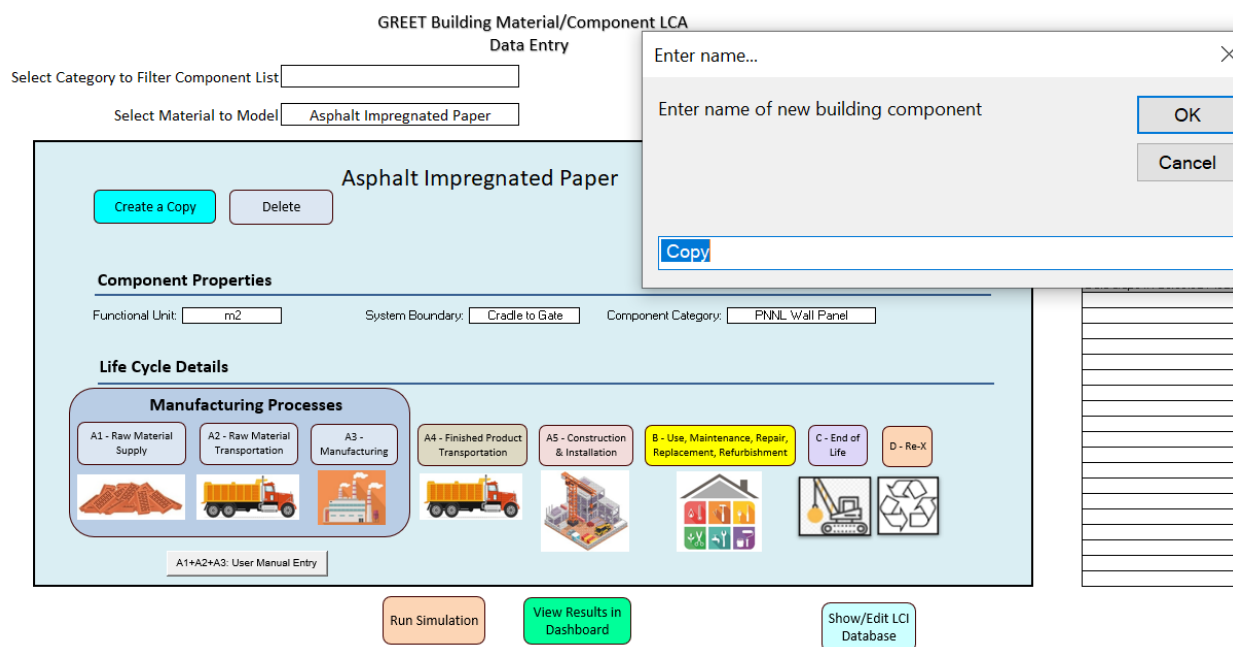 GREET Building Material/Component LCA
Data Entry
Select Category to Filter Component List
Select Material to Model
Asphalt Impregnated Paper
Enter name...
Enter name of new building component
OK
Cancel
Copy
Asphalt Impregnated Paper
Create a Copy
Delete
Component Properties
Functional Unit:
m2
System Boundary:
Cradle to Gate
Component Category:
PNNL Wall Panel
Life Cycle Details
Manufacturing Processes
A1 - Raw Material
Supply
A2 - Raw Material
Transportation
A3 -
Manufacturing
A4 - Finished Product
Transportation
A5 - Construction
& Installation
B - Use, Maintenance, Repair,
Replacement, Refurbishment
C - End of
Life
D - Re-X
A1+A2+A3: User Manual Entry
Run Simulation
View Results in
Dashboard
Show/Edit LCI
Database